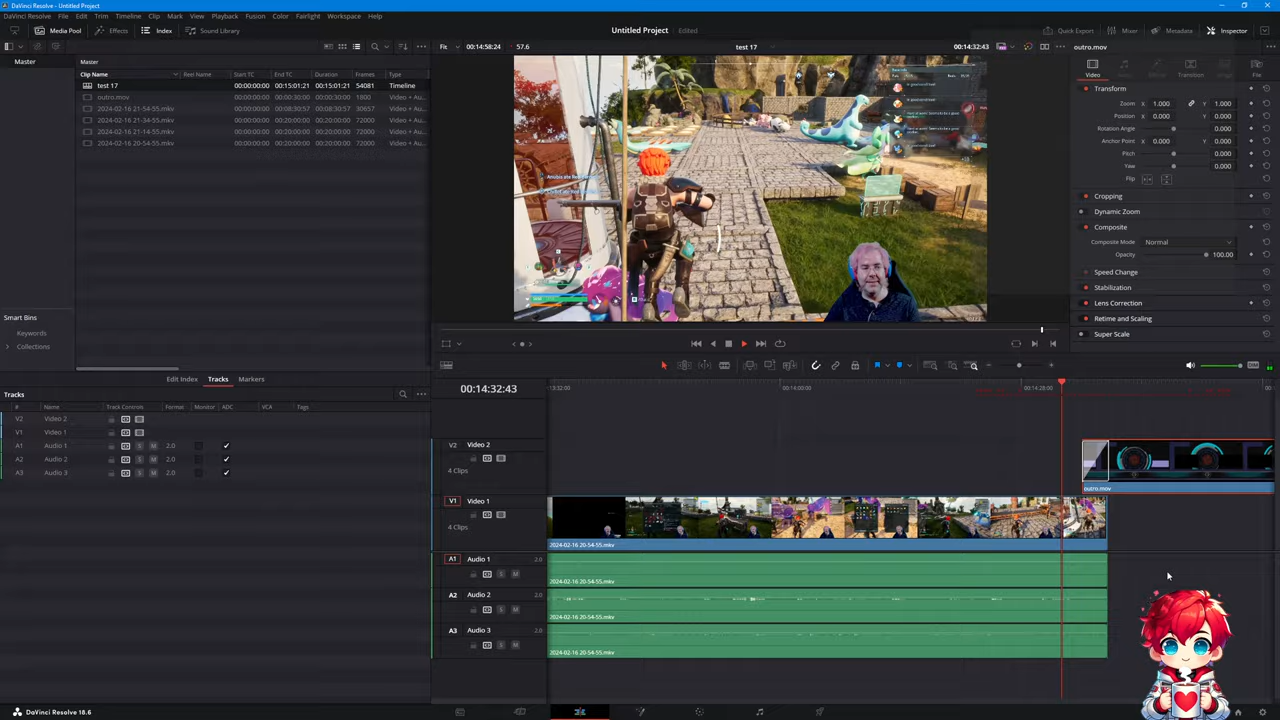 DaVinci Resolve - Untitled Project
DaVinci Resolve File Edit Trim Timeline Clip Mark View Playback Fusion Color Fairlight Workspace Help
Media Pool Effects Index Sound Library Untitled Project Edited Quick Export Mixer Metadata Inspector
Fit 00:14:58:24 57.6 test 17 00:14:32:43 outro.mov
Master Master
Clip Name Reel Name Start TC End TC Duration Frames Type
test 17 00:00:00:00 00:15:01:21 00:15:01:21 54081 Timeline
outro.mov 00:00:00:00 00:00:30:00 00:00:30:00 1800 Video + Au...
2024-02-16 21-54-55.mkv 00:00:00:00 00:08:30:57 00:08:30:57 30657 Video + Au...
2024-02-16 21-34-55.mkv 00:00:00:00 00:20:00:00 00:20:00:00 72000 Video + Au...
2024-02-16 21-14-55.mkv 00:00:00:00 00:20:00:00 00:20:00:00 72000 Video + Au...
2024-02-16 20-54-55.mkv 00:00:00:00 00:20:00:00 00:20:00:00 72000 Video + Au...
Video Transition File
Transform
Zoom X 1.000 Y 1.000
Position X 0.000 Y 0.000
Rotation Angle 0.000
Anchor Point X 0.000 Y 0.000
Pitch 0.000
Yaw 0.000
Flip
Cropping
Dynamic Zoom
Composite
Composite Mode Normal
Opacity 100.00
Speed Change
Stabilization
Lens Correction
Retime and Scaling
Super Scale
Smart Bins
Keywords
Collections
Edit Index Tracks Markers
Tracks
# Name Track Controls Format Monitor ADC VCA Tags
V2 Video 2
V1 Video 1
A1 Audio 1 S M 2.0
A2 Audio 2 S M 2.0
A3 Audio 3 S M 2.0
DIM
00:14:32:43
13:32:00 00:14:00:00 00:14:28:00
V2 Video 2
4 Clips
outro.mov
V1 Video 1
4 Clips
2024-02-16 20-54-55.mkv
A1 Audio 1 2.0
S M
2024-02-16 20-54-55.mkv
A2 Audio 2 2.0
S M
2024-02-16 20-54-55.mkv
A3 Audio 3 2.0
S M
2024-02-16 20-54-55.mkv
DaVinci Resolve 18.6